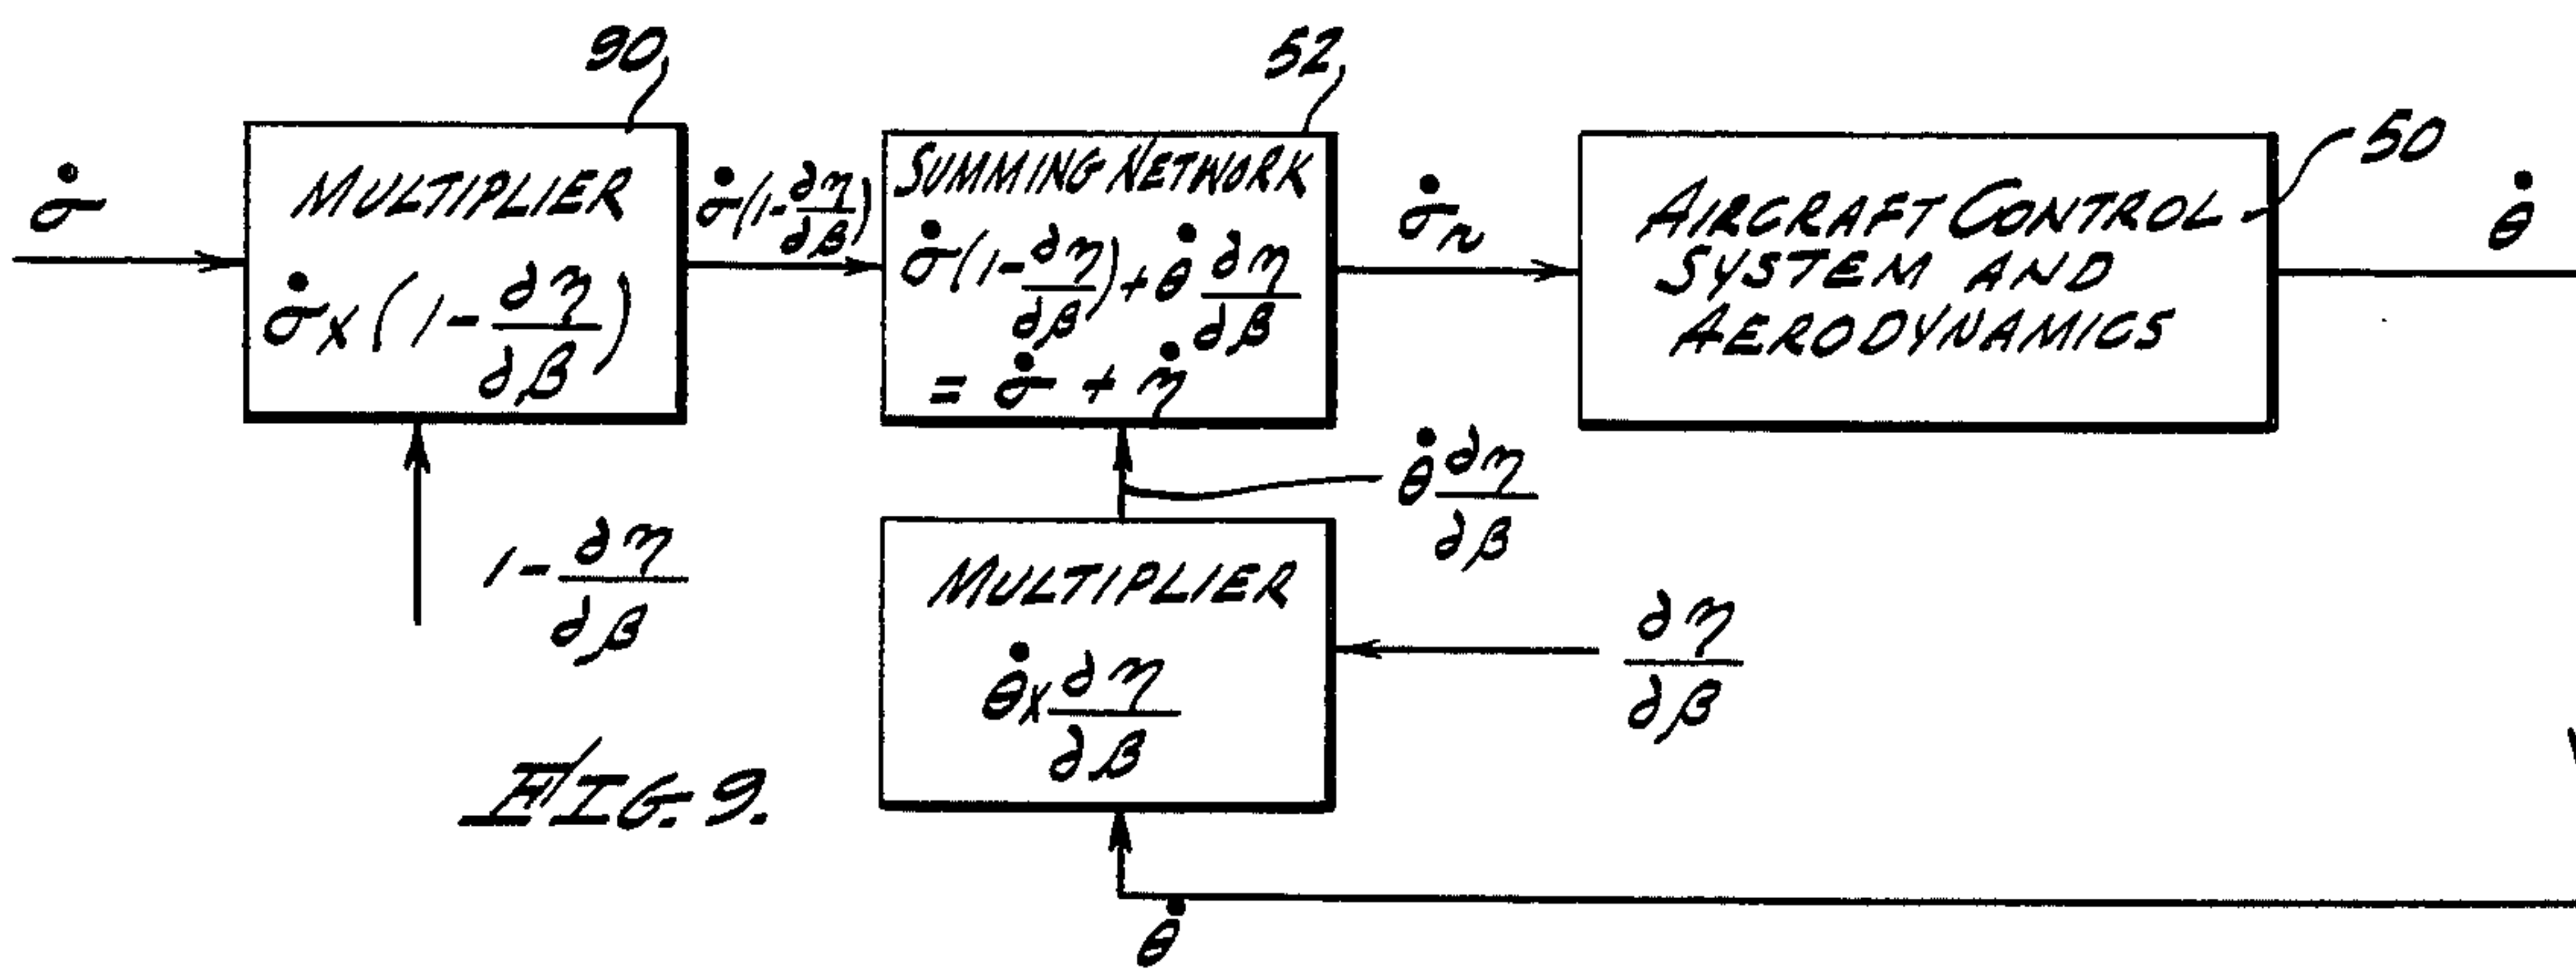 90
52
50
σ̇
MULTIPLIER
σ̇ x (1 - ∂η/∂β)
σ̇(1-∂η/∂β)
SUMMING NETWORK
σ̇(1-∂η/∂β) + θ̇ ∂η/∂β
= σ̇ + η̇
σ̇n
AIRCRAFT CONTROL
SYSTEM AND
AERODYNAMICS
θ̇
1 - ∂η/∂β
θ̇ ∂η/∂β
MULTIPLIER
θ̇ x ∂η/∂β
∂η/∂β
FIG. 9.
θ̇